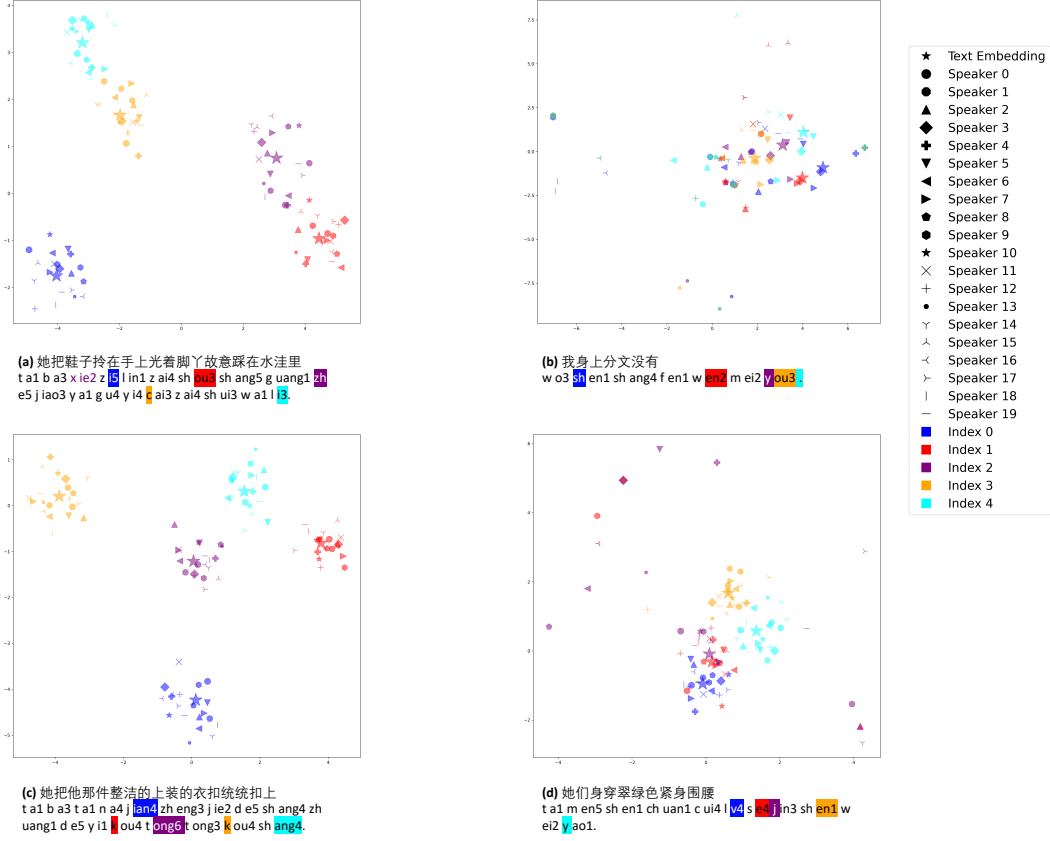 (a) 她把鞋子拎在手上光着脚丫故意踩在水洼里
t a1 b a3 x ie2 z i5 l in1 z ai4 sh ou3 sh ang5 g uang1 zh
e5 j iao3 y a1 g u4 y i4 c ai3 z ai4 sh ui3 w a1 l i3.
(b) 我身上分文没有
w o3 sh en1 sh ang4 f en1 w en2 m ei2 y ou3 .
Text Embedding
Speaker 0
Speaker 1
Speaker 2
Speaker 3
Speaker 4
Speaker 5
Speaker 6
Speaker 7
Speaker 8
Speaker 9
Speaker 10
Speaker 11
Speaker 12
Speaker 13
Speaker 14
Speaker 15
Speaker 16
Speaker 17
Speaker 18
Speaker 19
Index 0
Index 1
Index 2
Index 3
Index 4
(c) 她把他那件整洁的上装的衣扣统统扣上
t a1 b a3 t a1 n a4 j ian4 zh eng3 j ie2 d e5 sh ang4 zh
uang1 d e5 y i1 k ou4 t ong6 t ong3 k ou4 sh ang4.
(d) 她们身穿翠绿色紧身围腰
t a1 m en5 sh en1 ch uan1 c ui4 l v4 s e4 j in3 sh en1 w
ei2 y ao1.